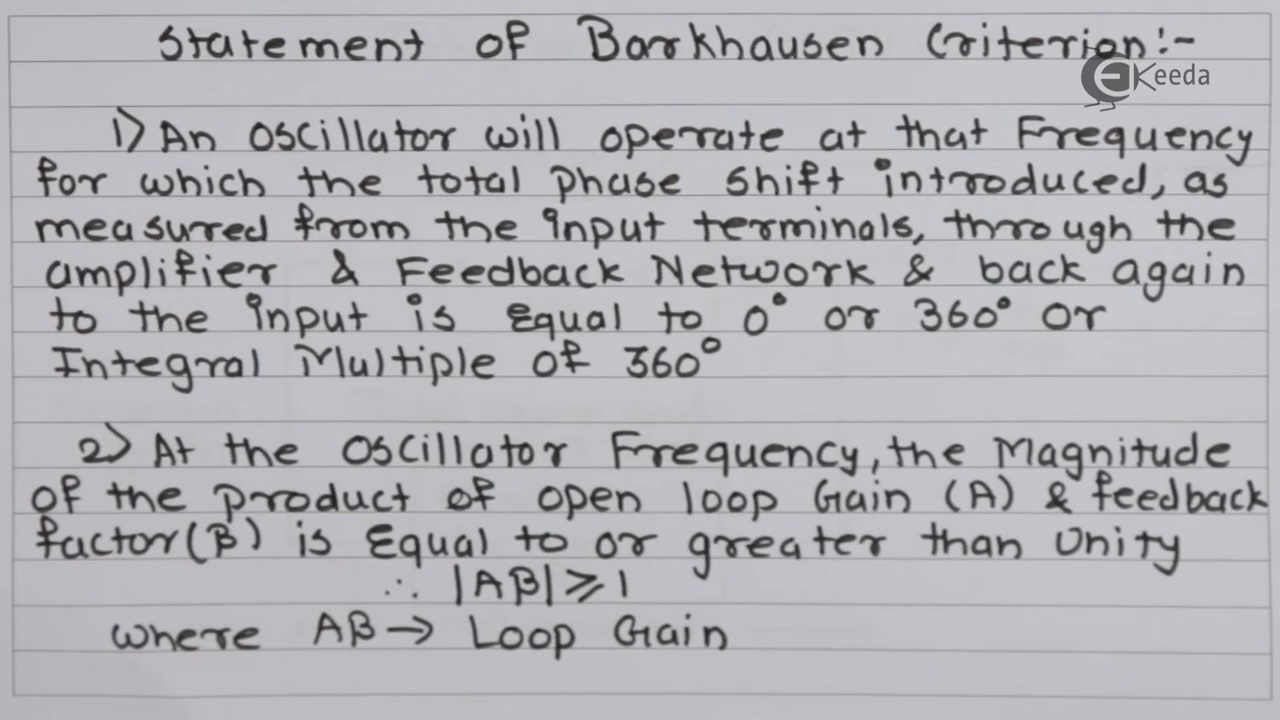 Statement of Barkhausen Criterion:-
Keeda
1) An Oscillator will operate at that Frequency
for which the total phase shift introduced, as
measured from the input terminals, through the
amplifier & Feedback Network & back again
to the input is Equal to 0° or 360° or
Integral Multiple of 360°
2) At the Oscillator Frequency, the Magnitude
of the product of open loop Gain (A) & feedback
factor(β) is Equal to or greater than Unity
∴ |Aβ| ⩾ 1
where Aβ → Loop Gain